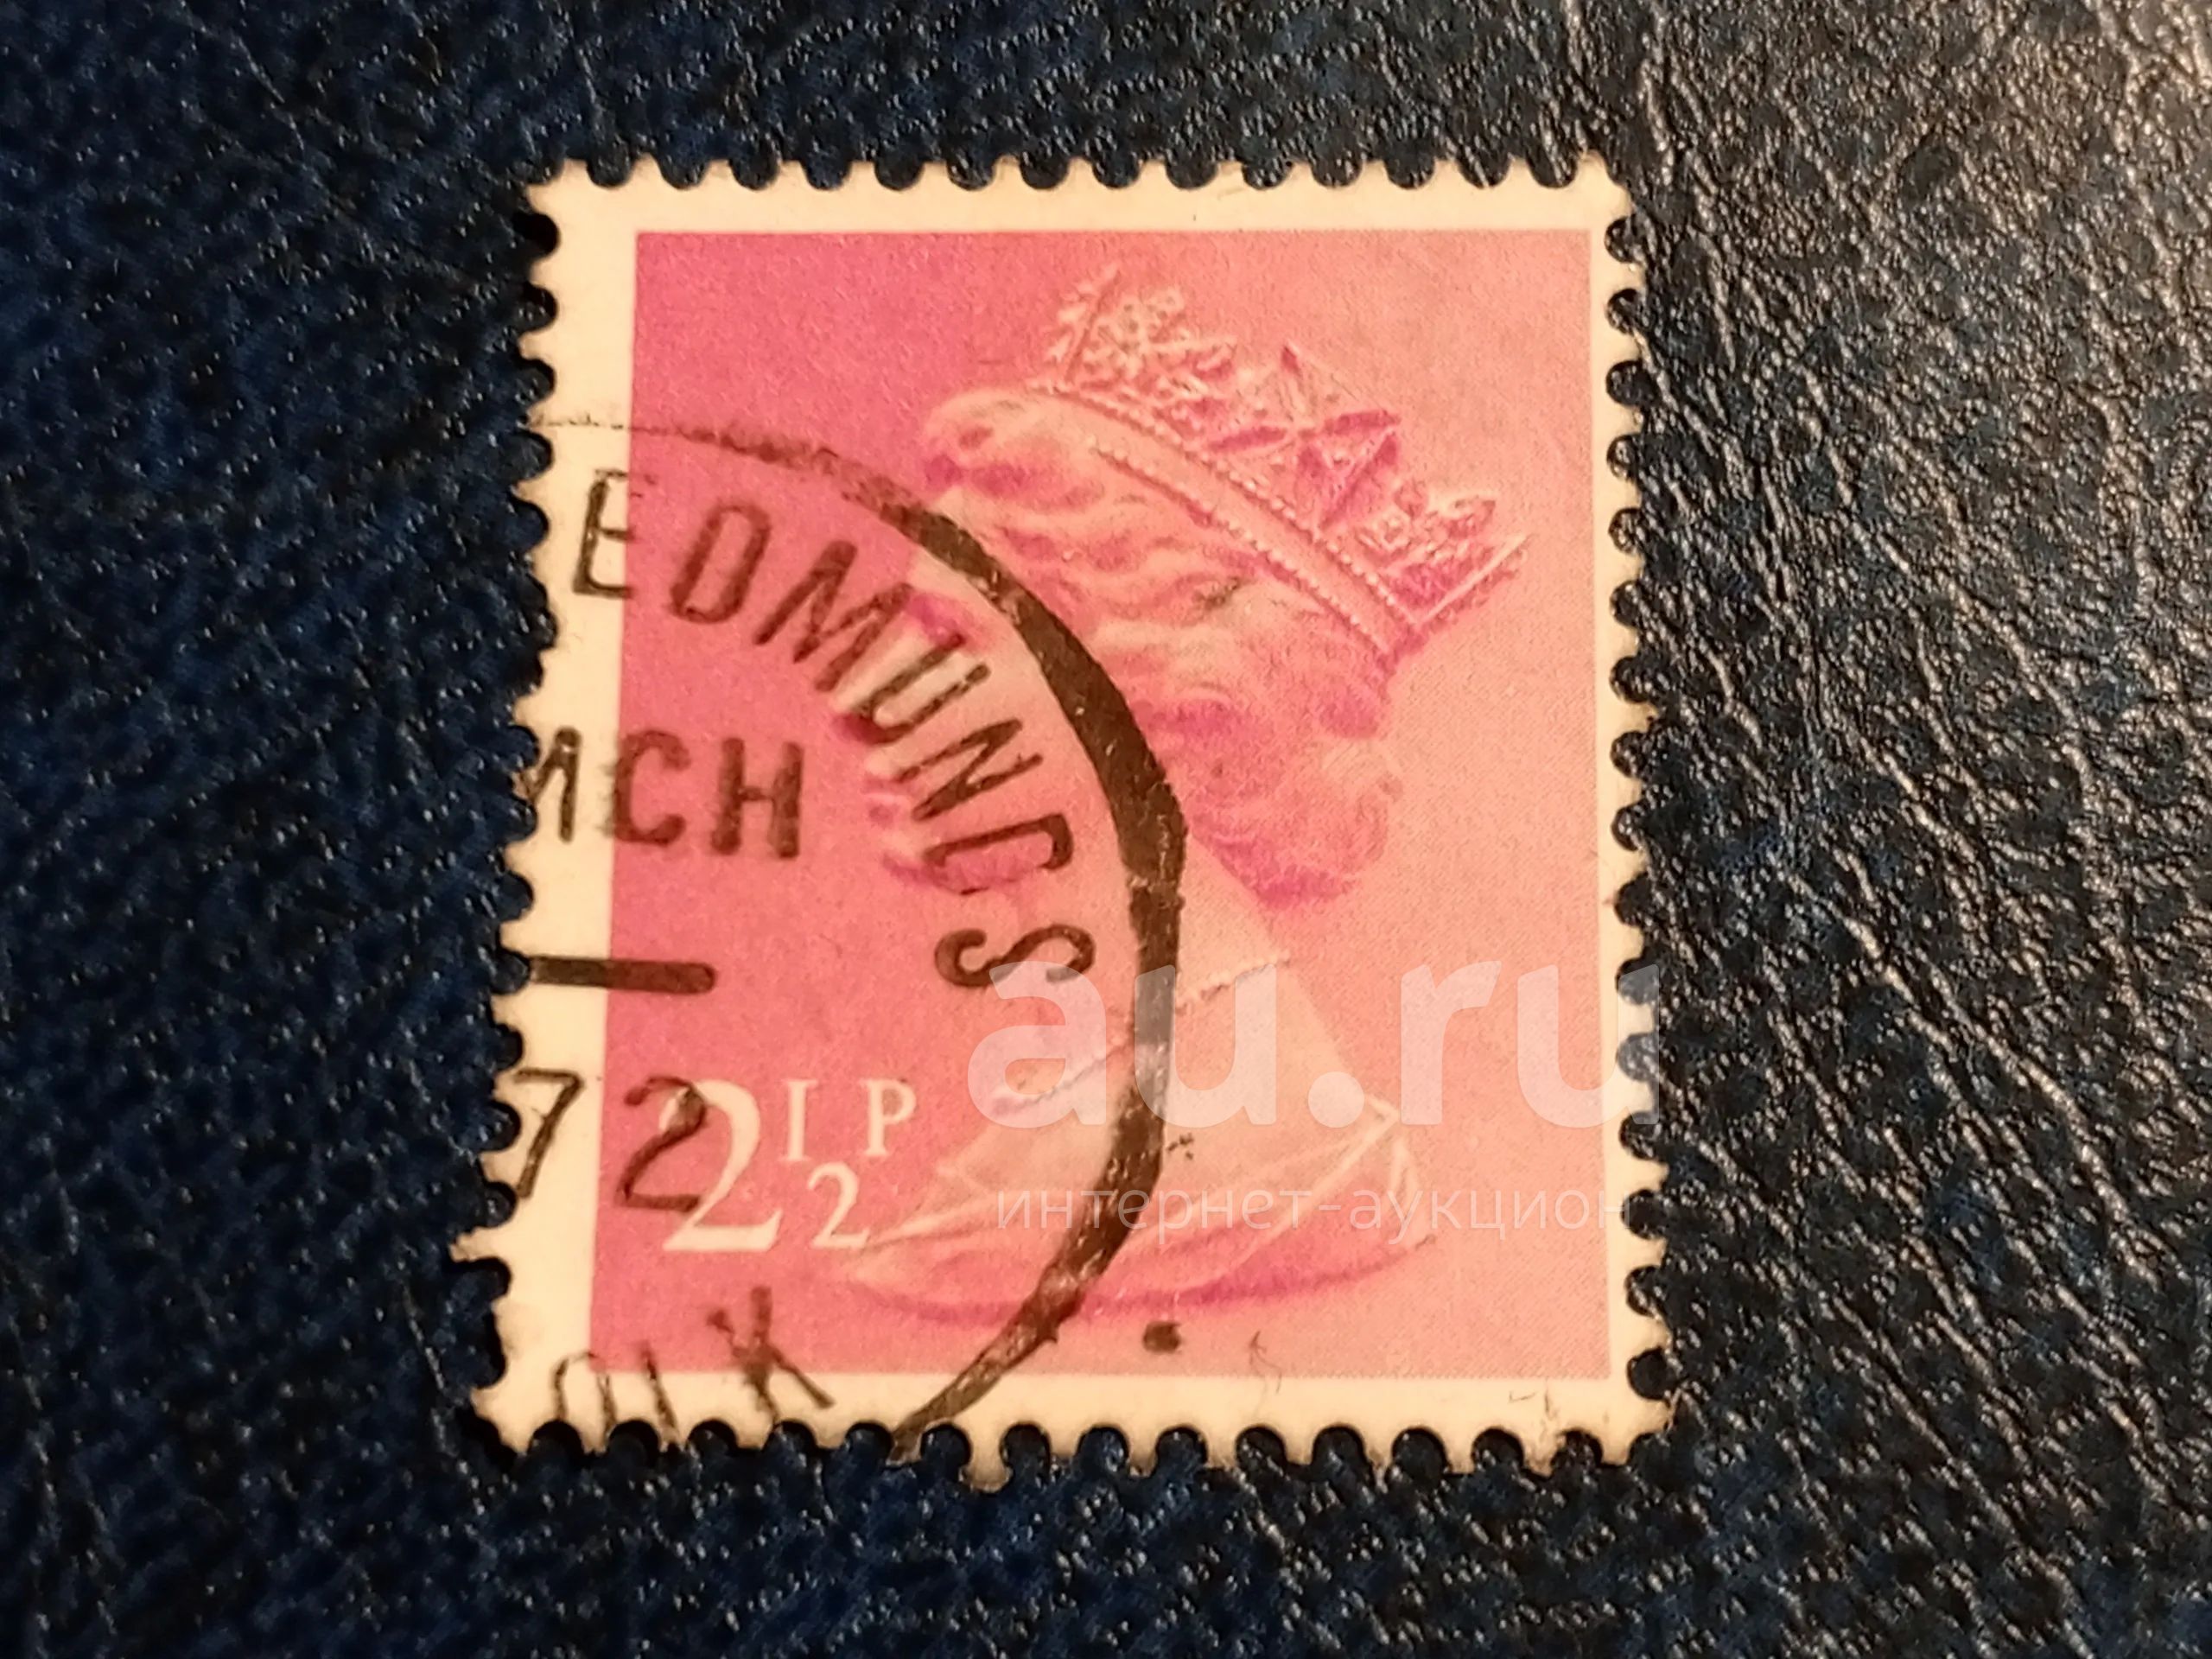 EDMUNDS
MCH
72
2½P
au.ru
интернет-аукцион